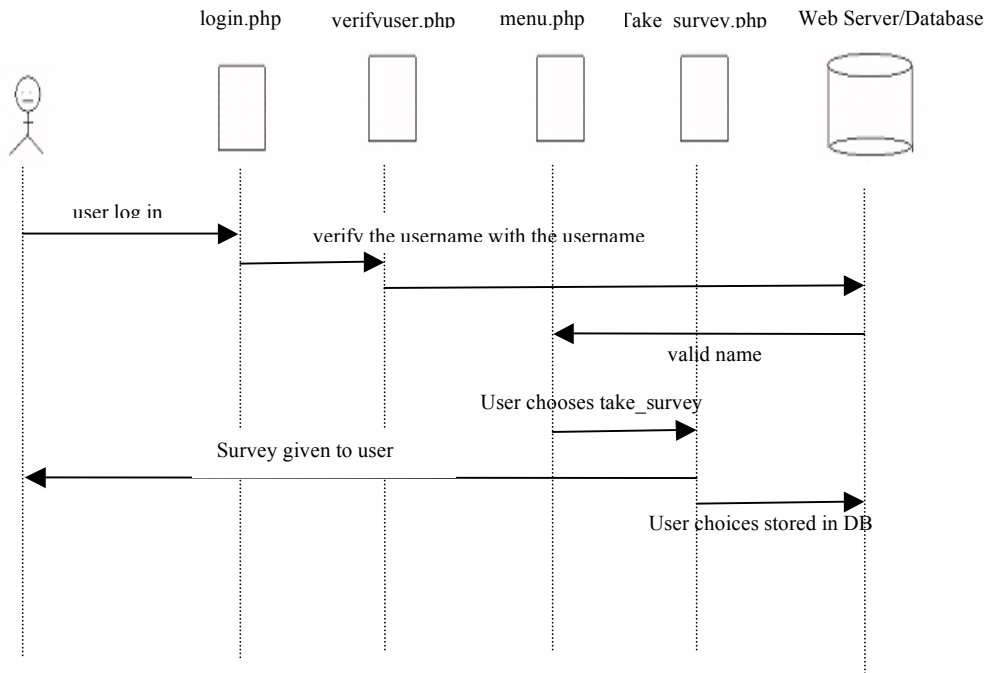 login.php
verifyuser.php
menu.php
Take_survey.php
Web Server/Database
user log in
verify the username with the username
valid name
User chooses take_survey
Survey given to user
User choices stored in DB